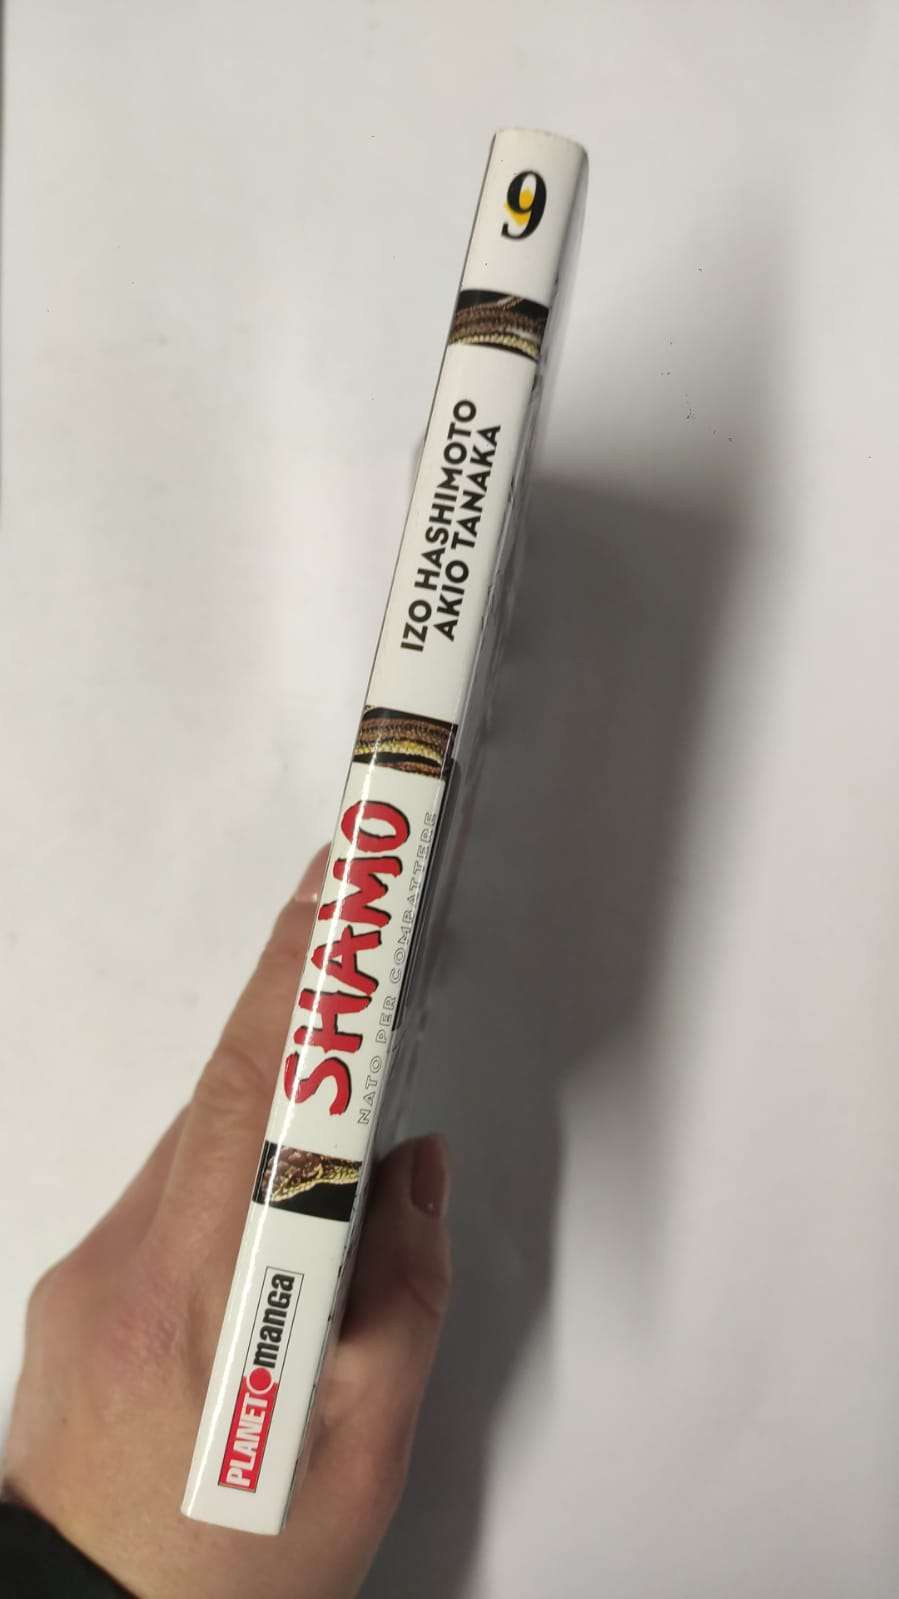 9
IZO HASHIMOTO
AKIO TANAKA
SHAMO
NATO PER COMBATTERE
PLANET manga